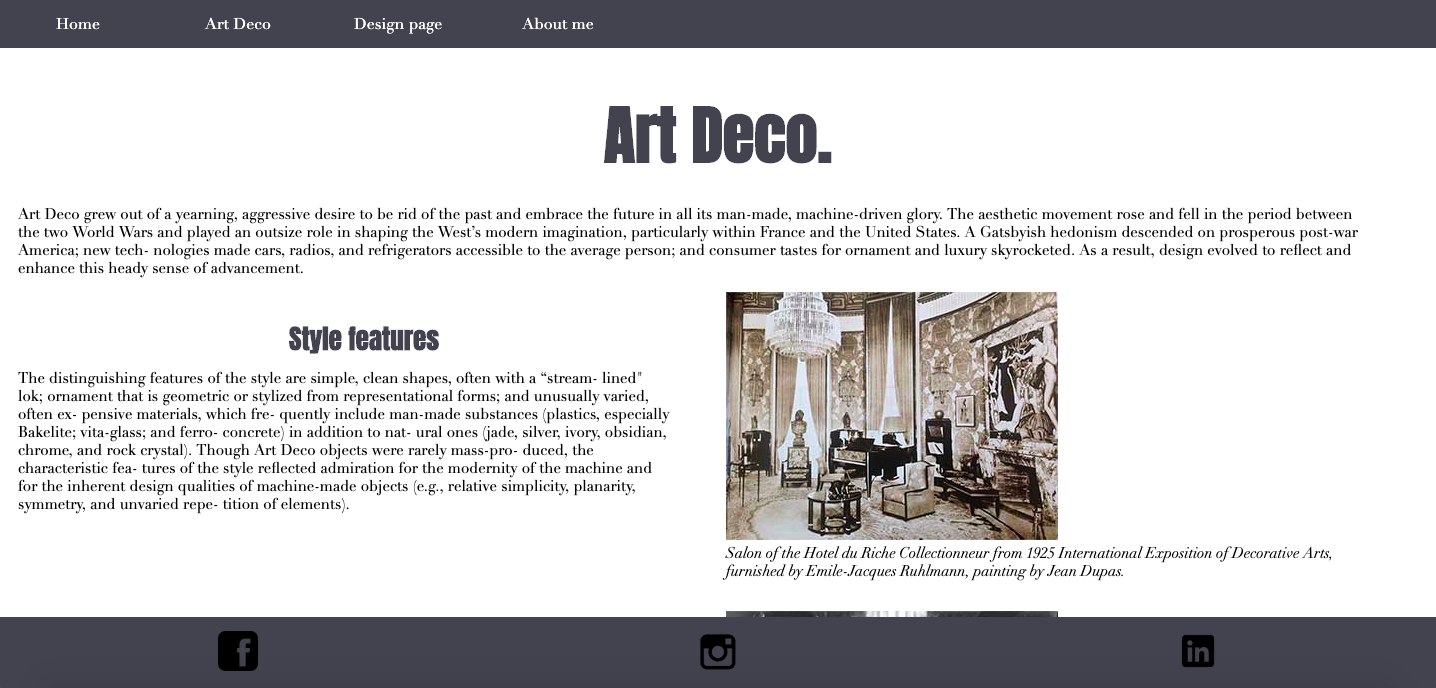 Home Art Deco Design page About me
Art Deco.
Art Deco grew out of a yearning, aggressive desire to be rid of the past and embrace the future in all its man-made, machine-driven glory. The aesthetic movement rose and fell in the period between
the two World Wars and played an outsize role in shaping the West’s modern imagination, particularly within France and the United States. A Gatsbyish hedonism descended on prosperous post-war
America; new tech- nologies made cars, radios, and refrigerators accessible to the average person; and consumer tastes for ornament and luxury skyrocketed. As a result, design evolved to reflect and
enhance this heady sense of advancement.
Style features
The distinguishing features of the style are simple, clean shapes, often with a “stream- lined"
lok; ornament that is geometric or stylized from representational forms; and unusually varied,
often ex- pensive materials, which fre- quently include man-made substances (plastics, especially
Bakelite; vita-glass; and ferro- concrete) in addition to nat- ural ones (jade, silver, ivory, obsidian,
chrome, and rock crystal). Though Art Deco objects were rarely mass-pro- duced, the
characteristic fea- tures of the style reflected admiration for the modernity of the machine and
for the inherent design qualities of machine-made objects (e.g., relative simplicity, planarity,
symmetry, and unvaried repe- tition of elements).
Salon of the Hotel du Riche Collectionneur from 1925 International Exposition of Decorative Arts,
furnished by Emile-Jacques Ruhlmann, painting by Jean Dupas.
f
in